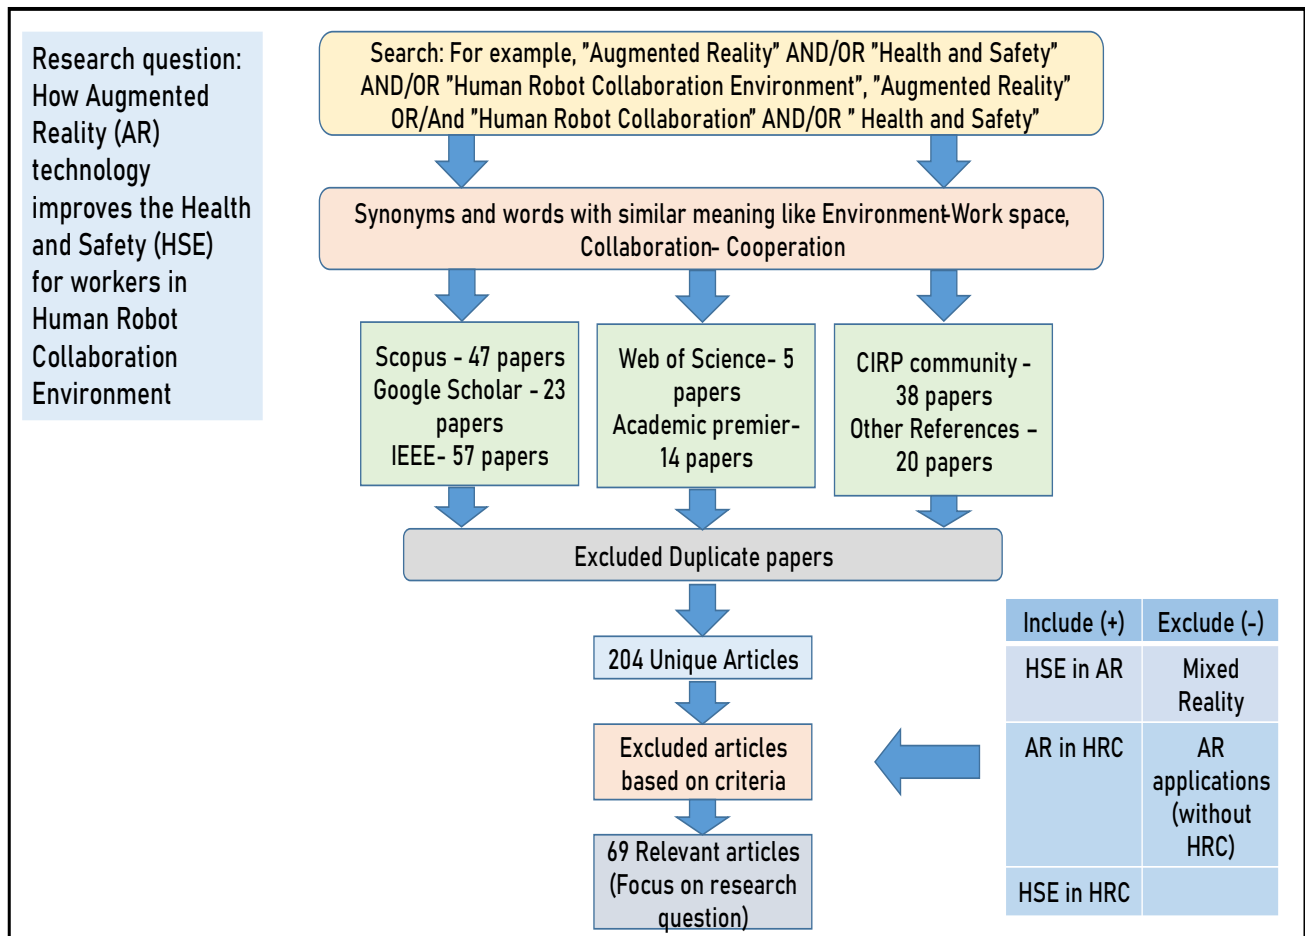 Research question:
How Augmented
Reality (AR)
technology
improves the Health
and Safety (HSE)
for workers in
Human Robot
Collaboration
Environment
Search: For example, "Augmented Reality” AND/OR ”Health and Safety”
AND/OR ”Human Robot Collaboration Environment”, ”Augmented Reality”
OR/And ”Human Robot Collaboration” AND/OR ” Health and Safety”
Synonyms and words with similar meaning like Environment-Work space,
Collaboration- Cooperation
Scopus - 47 papers
Google Scholar - 23
papers
IEEE- 57 papers
Web of Science- 5
papers
Academic premier-
14 papers
CIRP community -
38 papers
Other References –
20 papers
Excluded Duplicate papers
204 Unique Articles
Excluded articles
based on criteria
69 Relevant articles
(Focus on research
question)
Include (+) Exclude (-)
HSE in AR Mixed
Reality
AR in HRC AR
applications
(without
HRC)
HSE in HRC